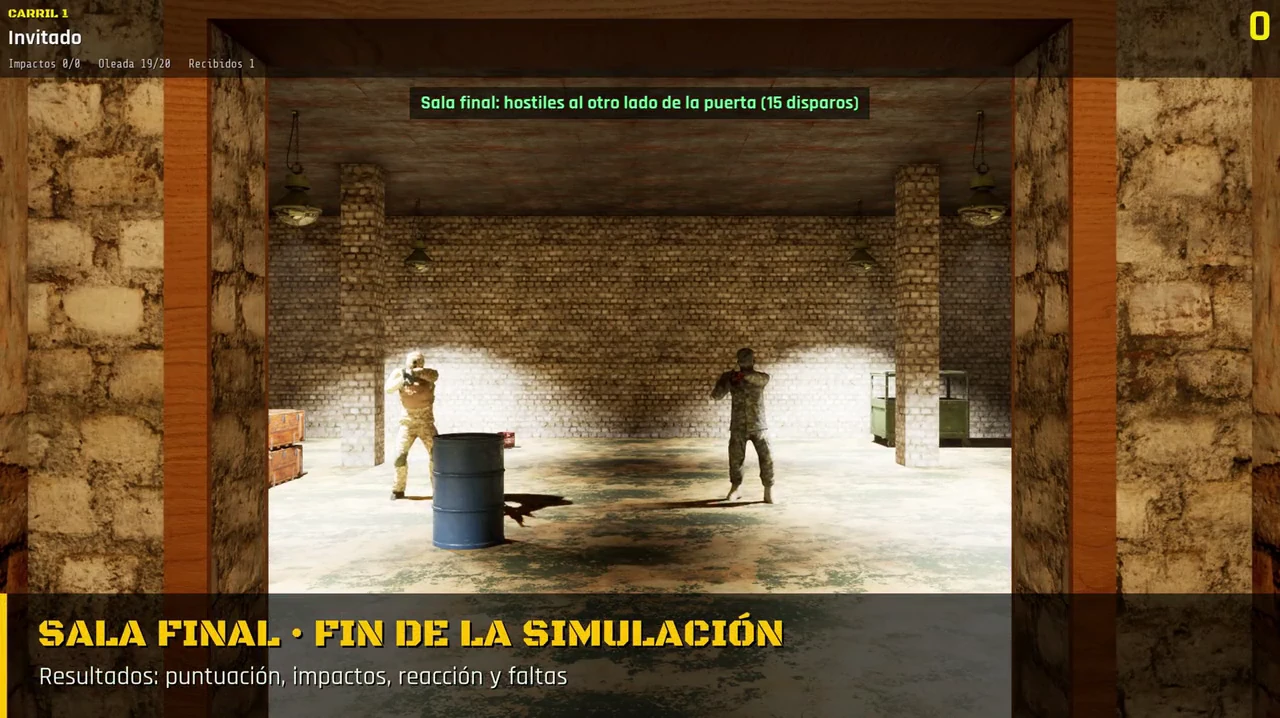 CARRIL 1
Invitado
Impactos 0/0 Oleada 19/20 Recibidos 1
0
Sala final: hostiles al otro lado de la puerta (15 disparos)
SALA FINAL · FIN DE LA SIMULACIÓN
Resultados: puntuación, impactos, reacción y faltas